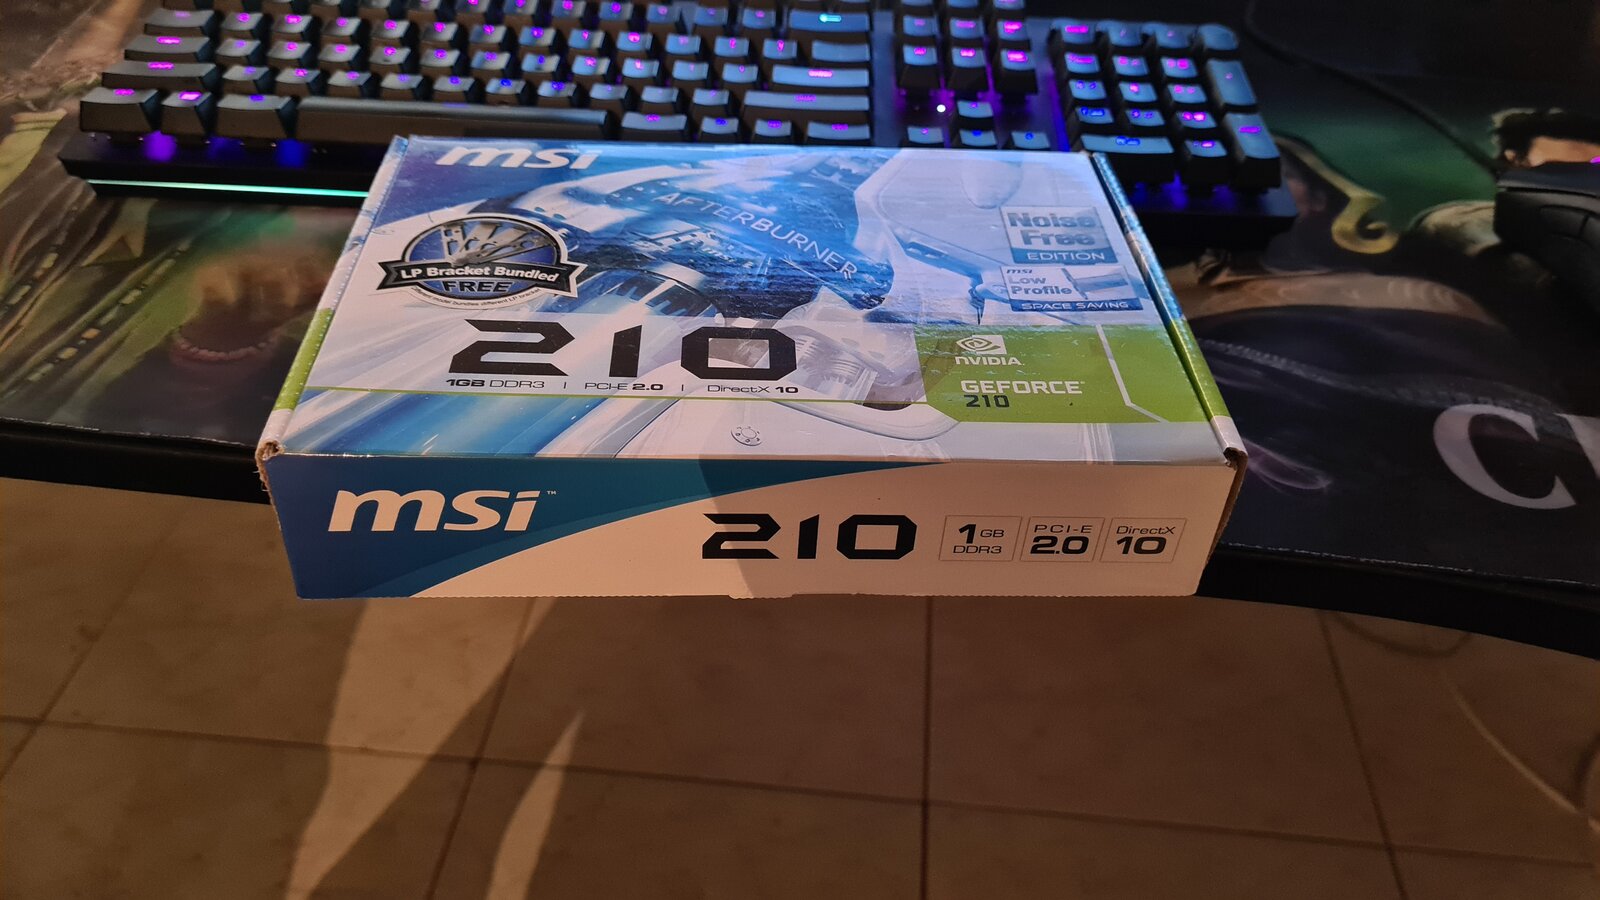 msi
AFTERBURNER
LP Bracket Bundled
FREE
Noise
Free
EDITION
msi
Low
Profile
SPACE SAVING
210
1GB DDR3 | PCI-E 2.0 | DirectX 10
NVIDIA
GEFORCE
210
msi™
210
1GB
DDR3
PCI-E
2.0
DirectX
10
C